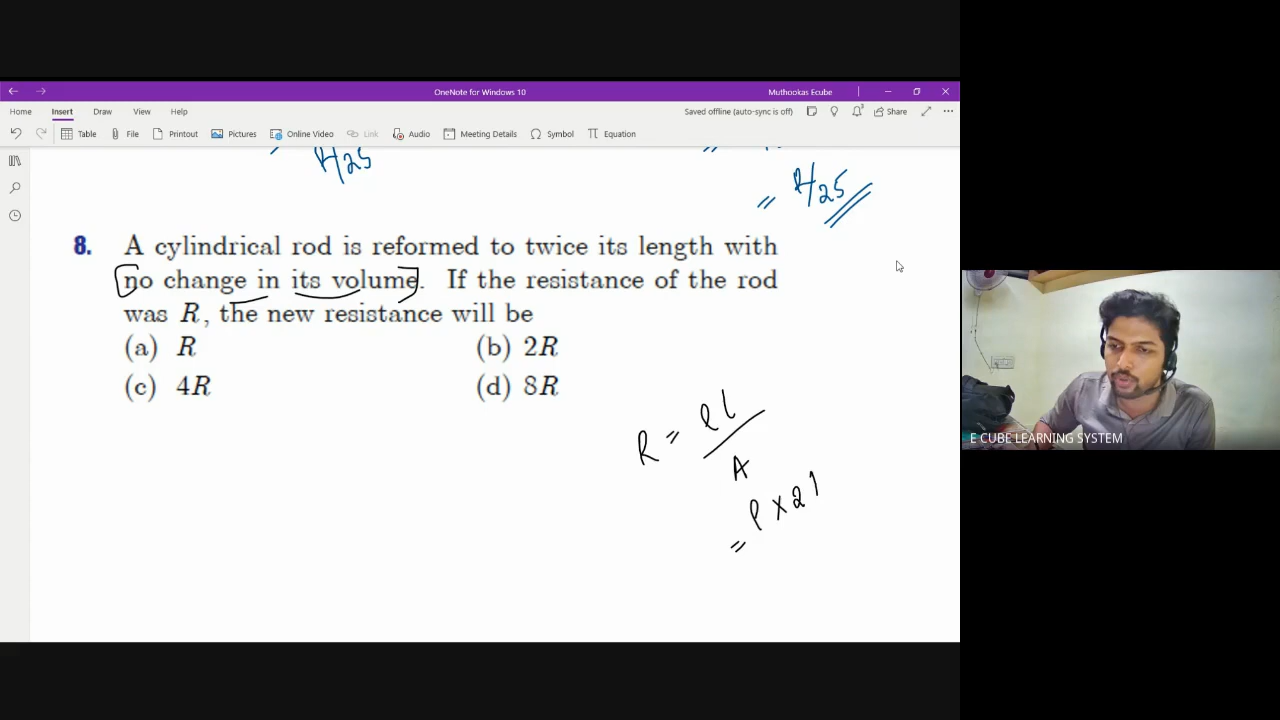 OneNote for Windows 10
Muthookas Ecube
Home Insert Draw View Help
Saved offline (auto-sync is off) Share
Table File Printout Pictures Online Video Link Audio Meeting Details Symbol Equation
R/25
= R/25
8. A cylindrical rod is reformed to twice its length with
no change in its volume. If the resistance of the rod
was R, the new resistance will be
(a) R (b) 2R
(c) 4R (d) 8R
R = ρl
A
= ρ × 2l
E CUBE LEARNING SYSTEM